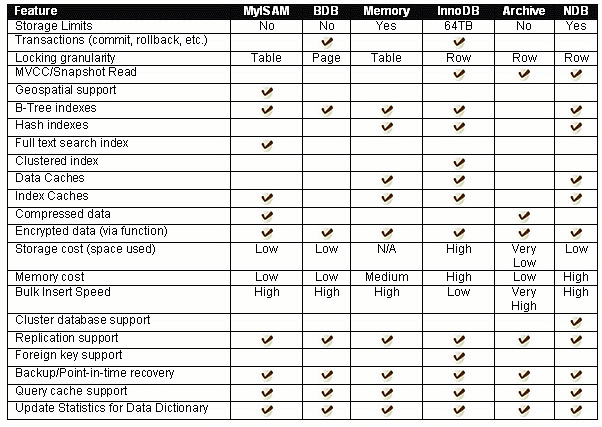 Feature MyISAM BDB Memory InnoDB Archive NDB
Storage Limits No No Yes 64TB No Yes
Transactions (commit, rollback, etc.) ✔ ✔
Locking granularity Table Page Table Row Row Row
MVCC/Snapshot Read ✔ ✔ ✔
Geospatial support ✔
B-Tree indexes ✔ ✔ ✔ ✔ ✔
Hash indexes ✔ ✔ ✔
Full text search index ✔
Clustered index ✔
Data Caches ✔ ✔ ✔
Index Caches ✔ ✔ ✔ ✔
Compressed data ✔ ✔
Encrypted data (via function) ✔ ✔ ✔ ✔ ✔ ✔
Storage cost (space used) Low Low N/A High Very Low
Low
Memory cost Low Low Medium High Low High
Bulk Insert Speed High High High Low Very High
High
Cluster database support ✔
Replication support ✔ ✔ ✔ ✔ ✔ ✔
Foreign key support ✔
Backup/Point-in-time recovery ✔ ✔ ✔ ✔ ✔ ✔
Query cache support ✔ ✔ ✔ ✔ ✔ ✔
Update Statistics for Data Dictionary ✔ ✔ ✔ ✔ ✔ ✔